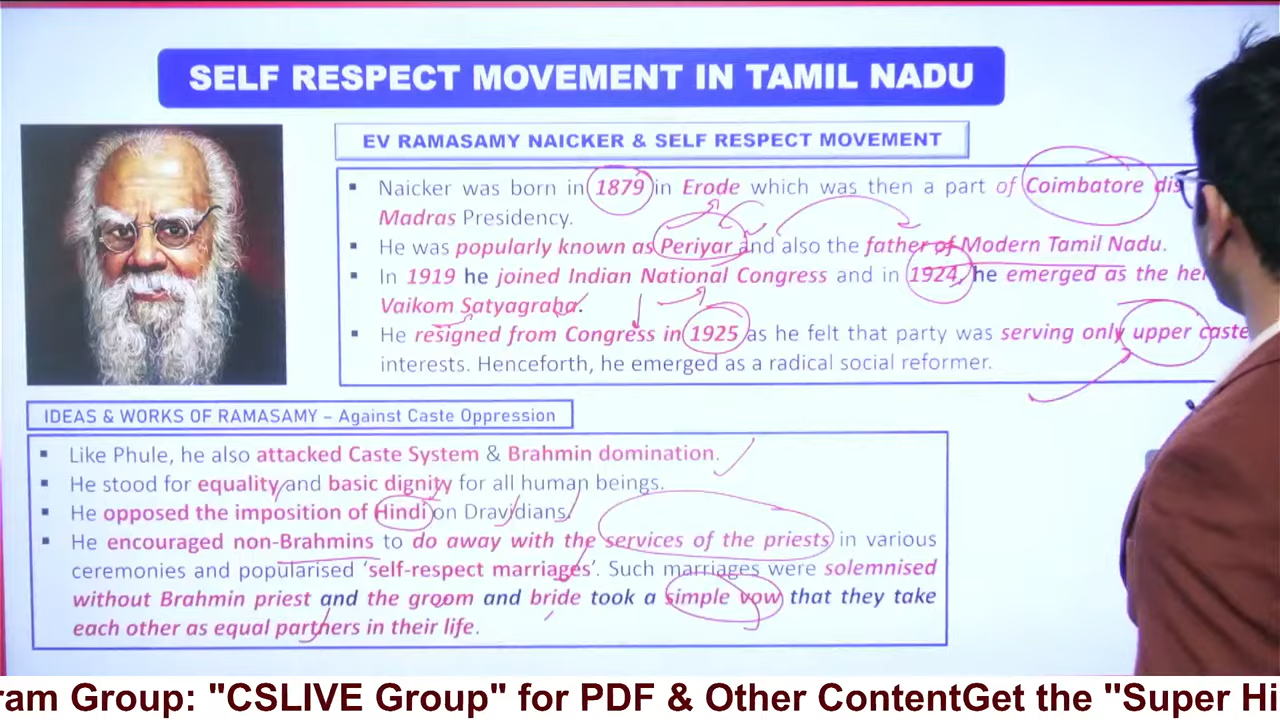 SELF RESPECT MOVEMENT IN TAMIL NADU
EV RAMASAMY NAICKER & SELF RESPECT MOVEMENT
▪ Naicker was born in 1879 in Erode which was then a part of Coimbatore dis
Madras Presidency.
▪ He was popularly known as Periyar and also the father of Modern Tamil Nadu.
▪ In 1919 he joined Indian National Congress and in 1924, he emerged as the her
Vaikom Satyagraha.
▪ He resigned from Congress in 1925 as he felt that party was serving only upper caste
interests. Henceforth, he emerged as a radical social reformer.
IDEAS & WORKS OF RAMASAMY – Against Caste Oppression
▪ Like Phule, he also attacked Caste System & Brahmin domination.
▪ He stood for equality and basic dignity for all human beings.
▪ He opposed the imposition of Hindi on Dravidians.
▪ He encouraged non-Brahmins to do away with the services of the priests in various
ceremonies and popularised ‘self-respect marriages’. Such marriages were solemnised
without Brahmin priest and the groom and bride took a simple vow that they take
each other as equal partners in their life.
ram Group: "CSLIVE Group" for PDF & Other ContentGet the "Super Hi